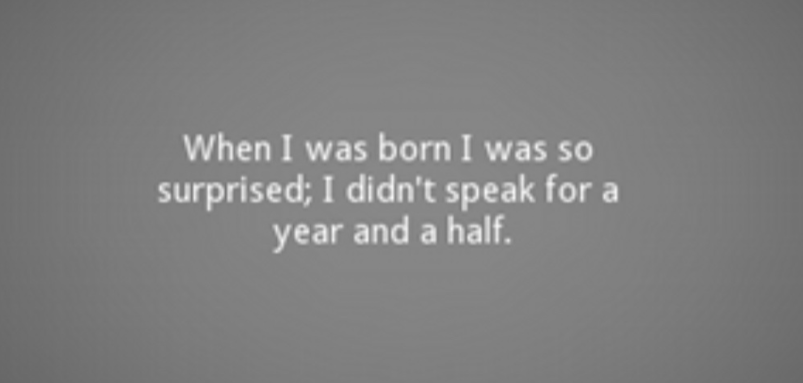 When I was born I was so
surprised; I didn't speak for a
year and a half.